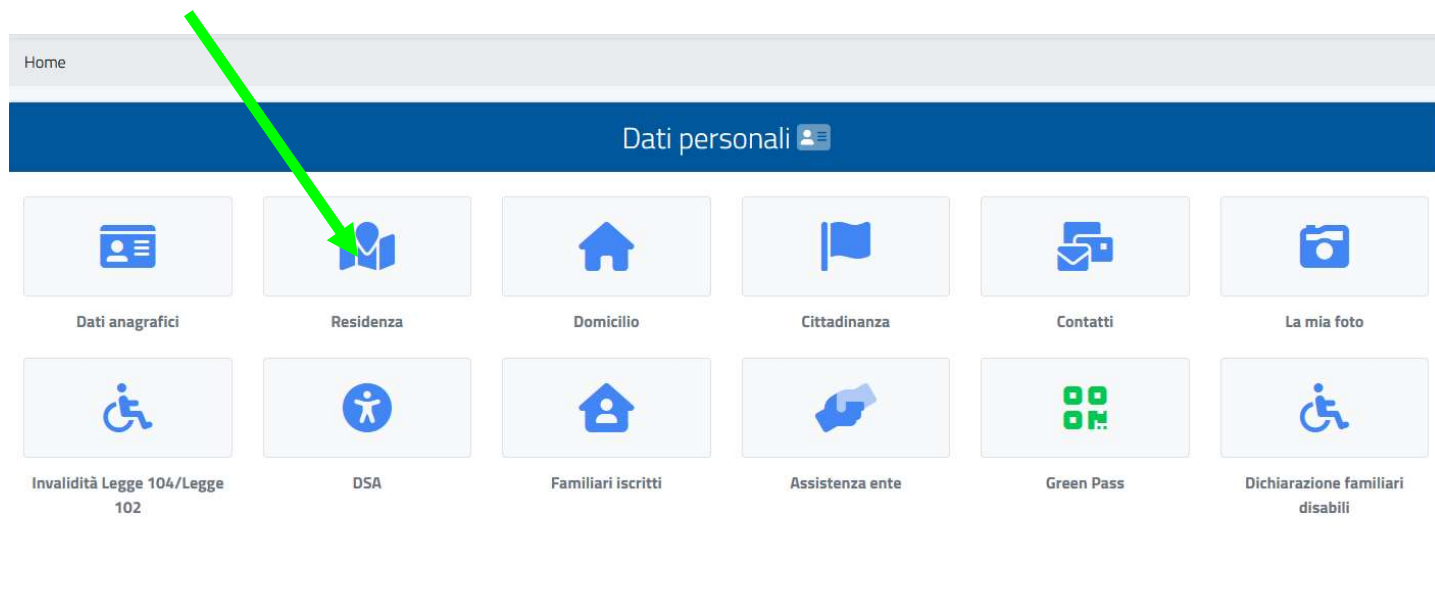 Home
Dati personali
Dati anagrafici
Residenza
Domicilio
Cittadinanza
Contatti
La mia foto
Invalidità Legge 104/Legge
102
DSA
Familiari iscritti
Assistenza ente
Green Pass
Dichiarazione familiari
disabili